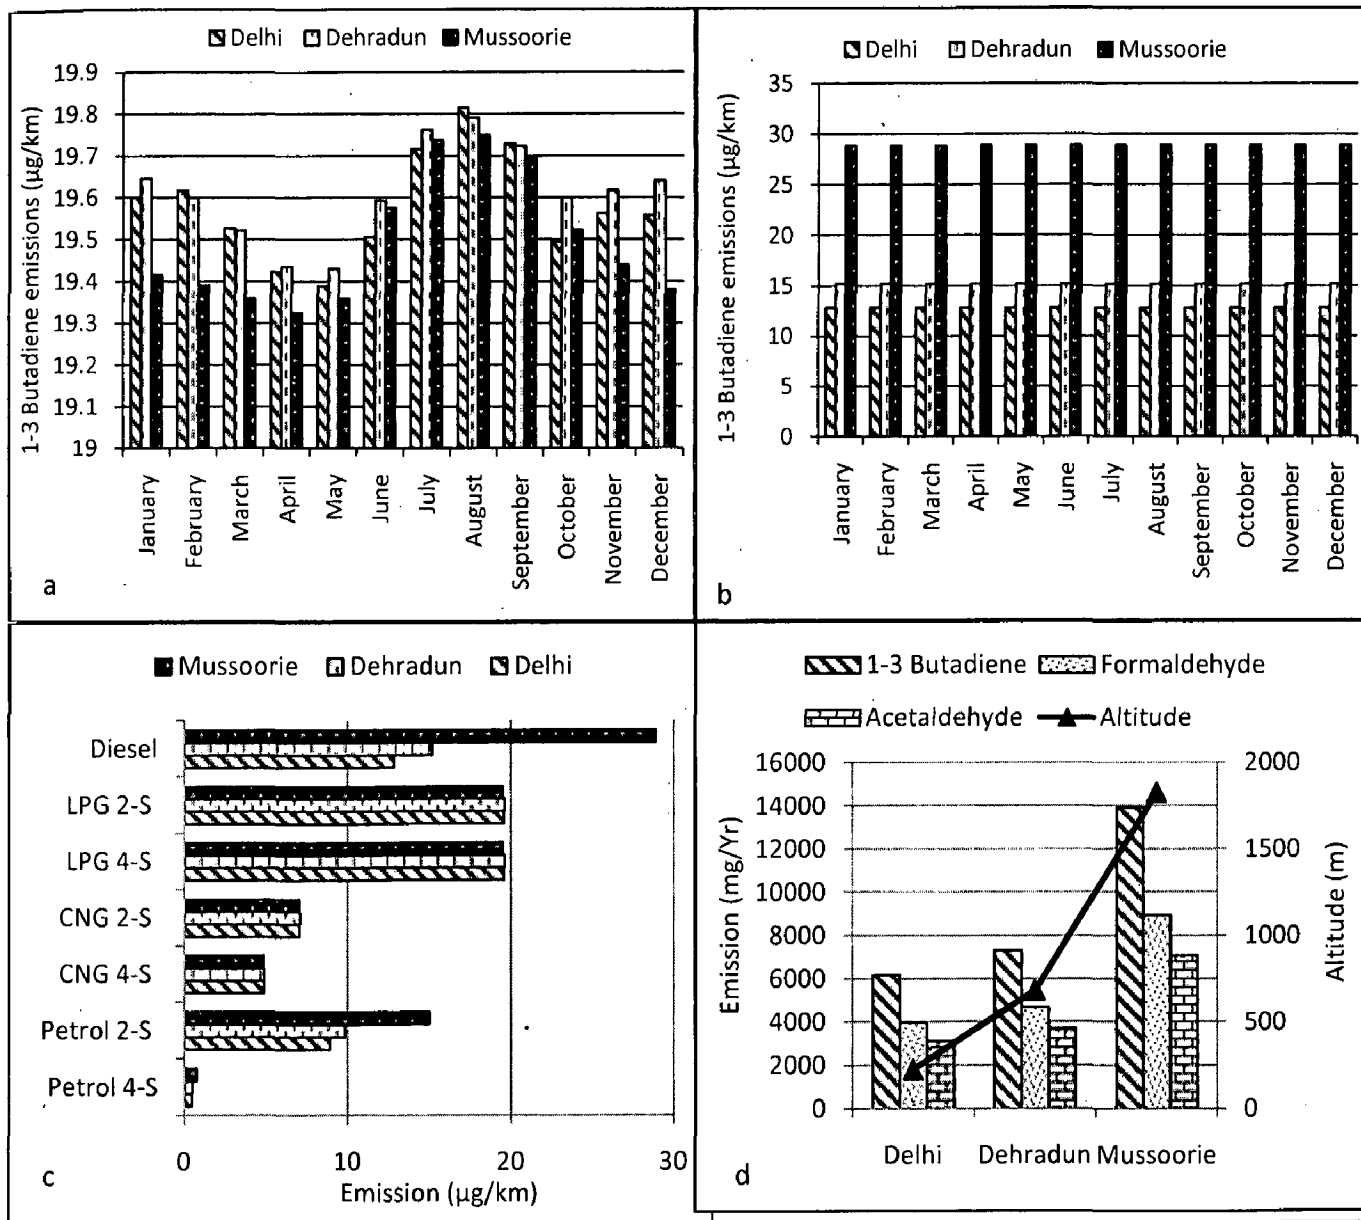 Delhi Dehradun Mussoorie
1-3 Butadiene emissions (µg/km)
19.9
19.8
19.7
19.6
19.5
19.4
19.3
19.2
19.1
19
January
February
March
April
May
June
July
August
September
October
November
December
a
Delhi Dehradun Mussoorie
1-3 Butadiene emissions (µg/km)
35
30
25
20
15
10
5
0
January
February
March
April
May
June
July
August
September
October
November
December
b
Mussoorie Dehradun Delhi
Diesel
LPG 2-S
LPG 4-S
CNG 2-S
CNG 4-S
Petrol 2-S
Petrol 4-S
0 10 20 30
Emission (µg/km)
c
1-3 Butadiene Formaldehyde
Acetaldehyde Altitude
Emission (mg/Yr)
16000
14000
12000
10000
8000
6000
4000
2000
0
2000
1500
1000
500
0
Altitude (m)
Delhi Dehradun Mussoorie
d